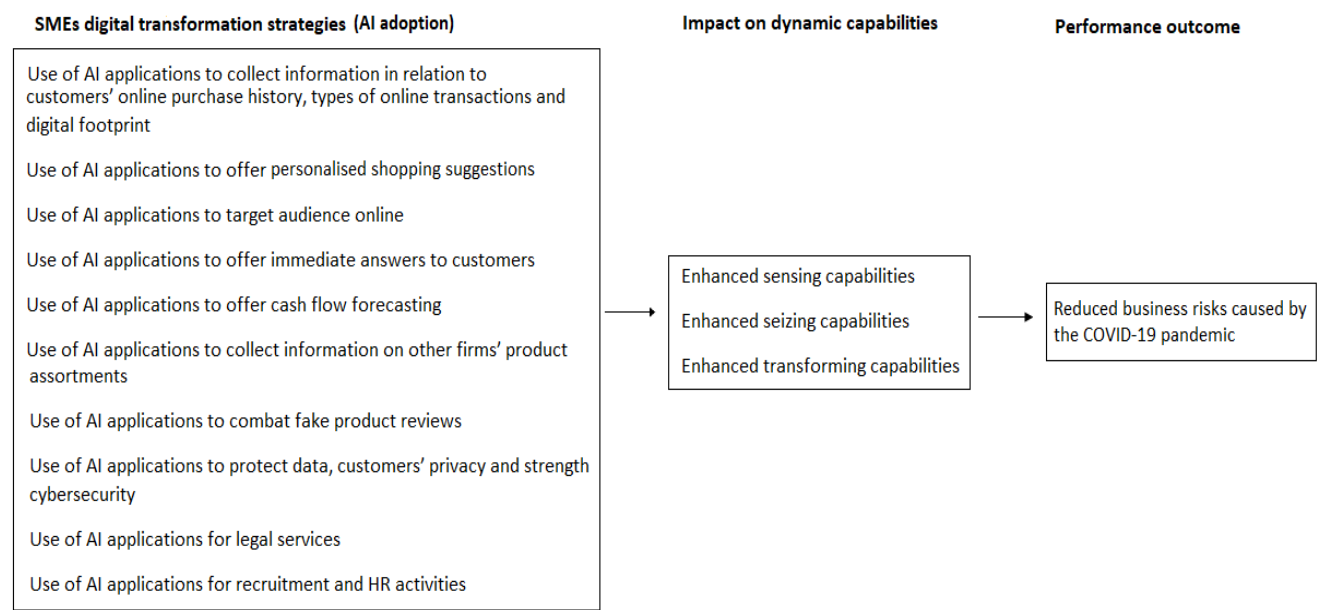 SMEs digital transformation strategies (AI adoption)
Use of AI applications to collect information in relation to
customers' online purchase history, types of online transactions and
digital footprint
Use of AI applications to offer personalised shopping suggestions
Use of AI applications to target audience online
Use of AI applications to offer immediate answers to customers
Use of AI applications to offer cash flow forecasting
Use of AI applications to collect information on other firms' product
assortments
Use of AI applications to combat fake product reviews
Use of AI applications to protect data, customers' privacy and strength
cybersecurity
Use of AI applications for legal services
Use of AI applications for recruitment and HR activities
Impact on dynamic capabilities
Enhanced sensing capabilities
Enhanced seizing capabilities
Enhanced transforming capabilities
Performance outcome
Reduced business risks caused by
the COVID-19 pandemic